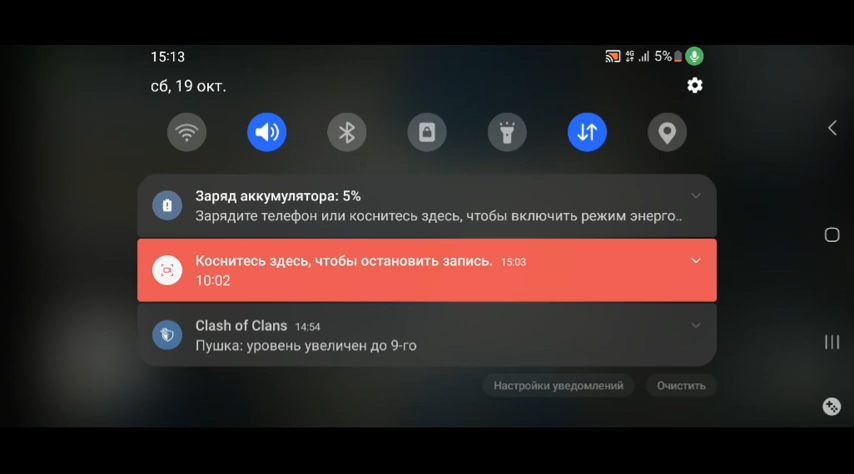 15:13
4G 5%
сб, 19 окт.
Заряд аккумулятора: 5%
Зарядите телефон или коснитесь здесь, чтобы включить режим энерго..
Коснитесь здесь, чтобы остановить запись. 15:03
10:02
Clash of Clans 14:54
Пушка: уровень увеличен до 9-го
Настройки уведомлений Очистить